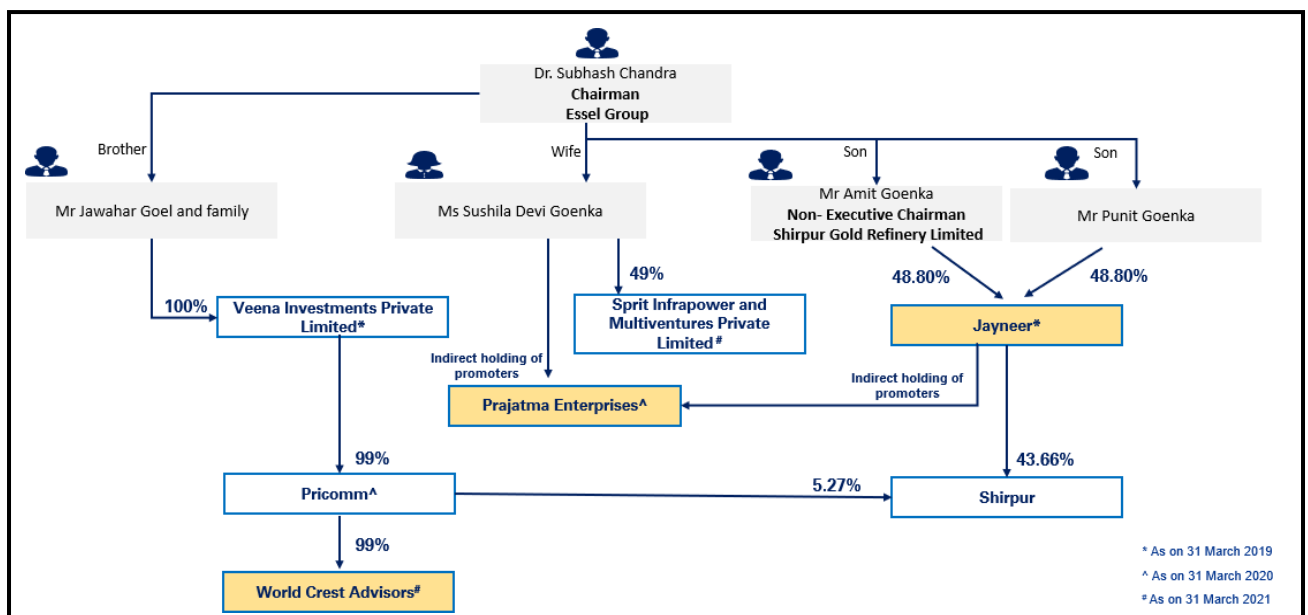 Dr. Subhash Chandra
Chairman
Essel Group
Brother
Wife
Son
Son
Mr Jawahar Goel and family
Ms Sushila Devi Goenka
Mr Amit Goenka
Non- Executive Chairman
Shirpur Gold Refinery Limited
Mr Punit Goenka
100%
49%
48.80%
48.80%
Veena Investments Private
Limited*
Sprit Infrapower and
Multiventures Private
Limited #
Jayneer*
Indirect holding of
promoters
Indirect holding of
promoters
Prajatma Enterprises^
99%
5.27%
43.66%
Pricomm^
Shirpur
99%
World Crest Advisors#
* As on 31 March 2019
^ As on 31 March 2020
# As on 31 March 2021